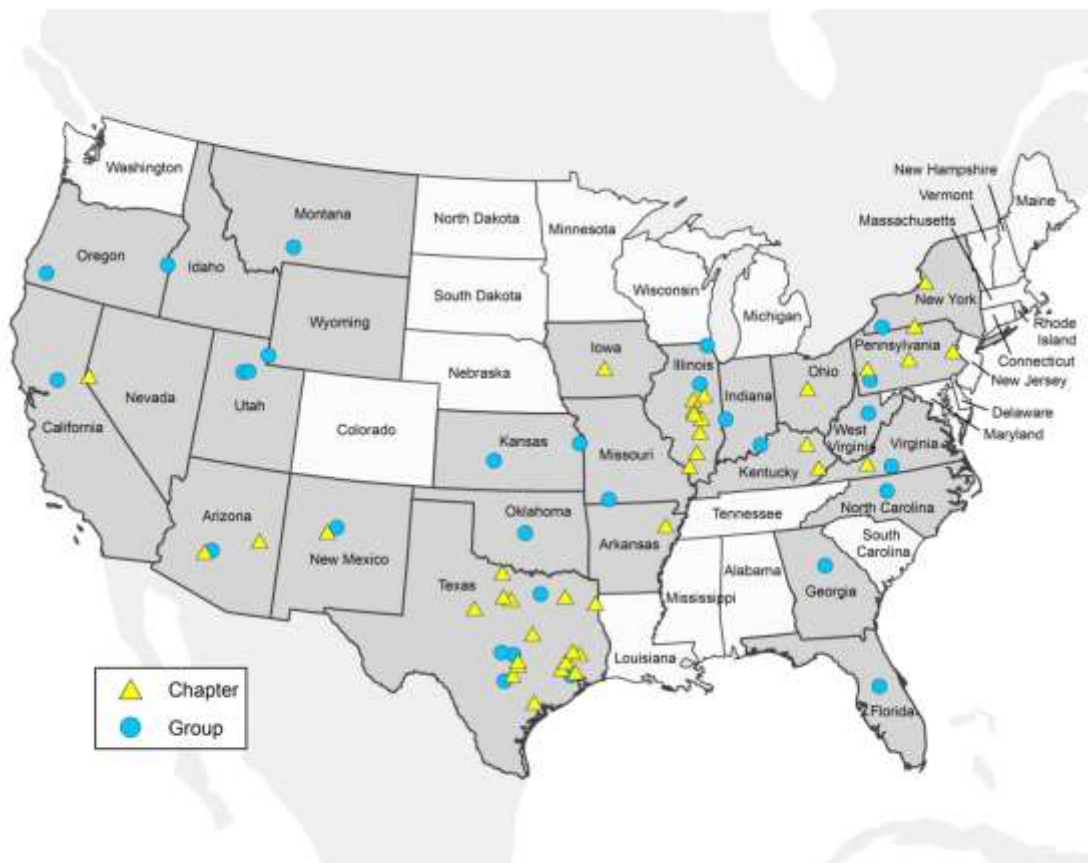 Washington
Montana
North Dakota
Minnesota
New Hampshire
Vermont
Massachusetts
Maine
Oregon
Idaho
South Dakota
Wisconsin
Michigan
New York
Wyoming
Iowa
Nebraska
Illinois
Indiana
Ohio
Pennsylvania
Rhode
Island
Connecticut
New Jersey
Delaware
Maryland
Nevada
Utah
Colorado
California
Kansas
Missouri
West
Virginia
Virginia
Kentucky
Arizona
New Mexico
Oklahoma
Arkansas
Tennessee
North Carolina
South
Carolina
Texas
Mississippi
Alabama
Georgia
Louisiana
Florida
Chapter
Group